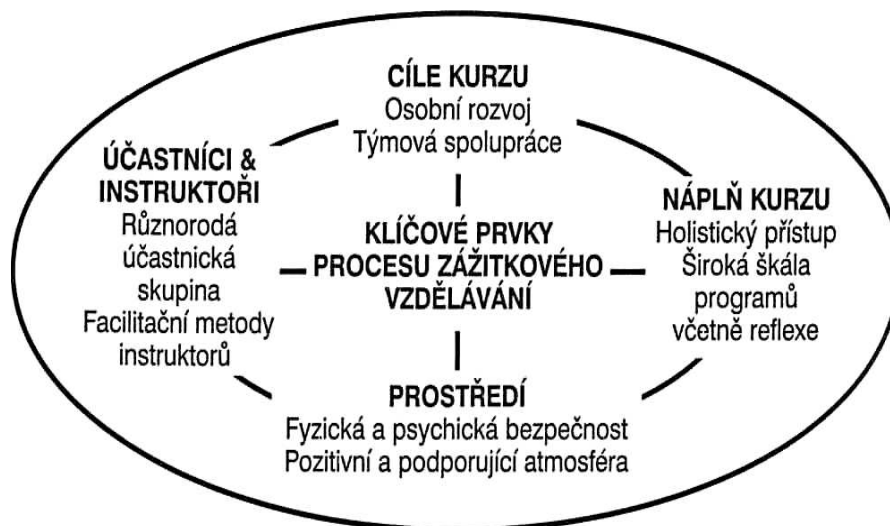 CÍLE KURZU
Osobní rozvoj
Týmová spolupráce
ÚČASTNÍCI &
INSTRUKTOŘI
Různorodá
účastnická
skupina
Facilitační metody
instruktorů
KLÍČOVÉ PRVKY
PROCESU ZÁŽITKOVÉHO
VZDĚLÁVÁNÍ
NÁPLŇ KURZU
Holistický přístup
Široká škála
programů
včetně reflexe
PROSTŘEDÍ
Fyzická a psychická bezpečnost
Pozitivní a podporující atmosféra